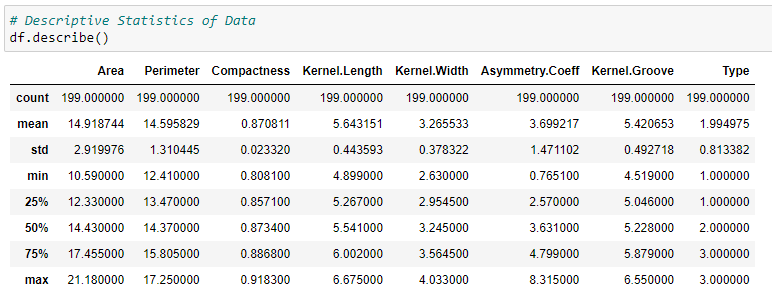 # Descriptive Statistics of Data
df.describe()
Area Perimeter Compactness Kernel.Length Kernel.Width Asymmetry.Coeff Kernel.Groove Type
count 199.000000 199.000000 199.000000 199.000000 199.000000 199.000000 199.000000 199.000000
mean 14.918744 14.595829 0.870811 5.643151 3.265533 3.699217 5.420653 1.994975
std 2.919976 1.310445 0.023320 0.443593 0.378322 1.471102 0.492718 0.813382
min 10.590000 12.410000 0.808100 4.899000 2.630000 0.765100 4.519000 1.000000
25% 12.330000 13.470000 0.857100 5.267000 2.954500 2.570000 5.046000 1.000000
50% 14.430000 14.370000 0.873400 5.541000 3.245000 3.631000 5.228000 2.000000
75% 17.455000 15.805000 0.886800 6.002000 3.564500 4.799000 5.879000 3.000000
max 21.180000 17.250000 0.918300 6.675000 4.033000 8.315000 6.550000 3.000000